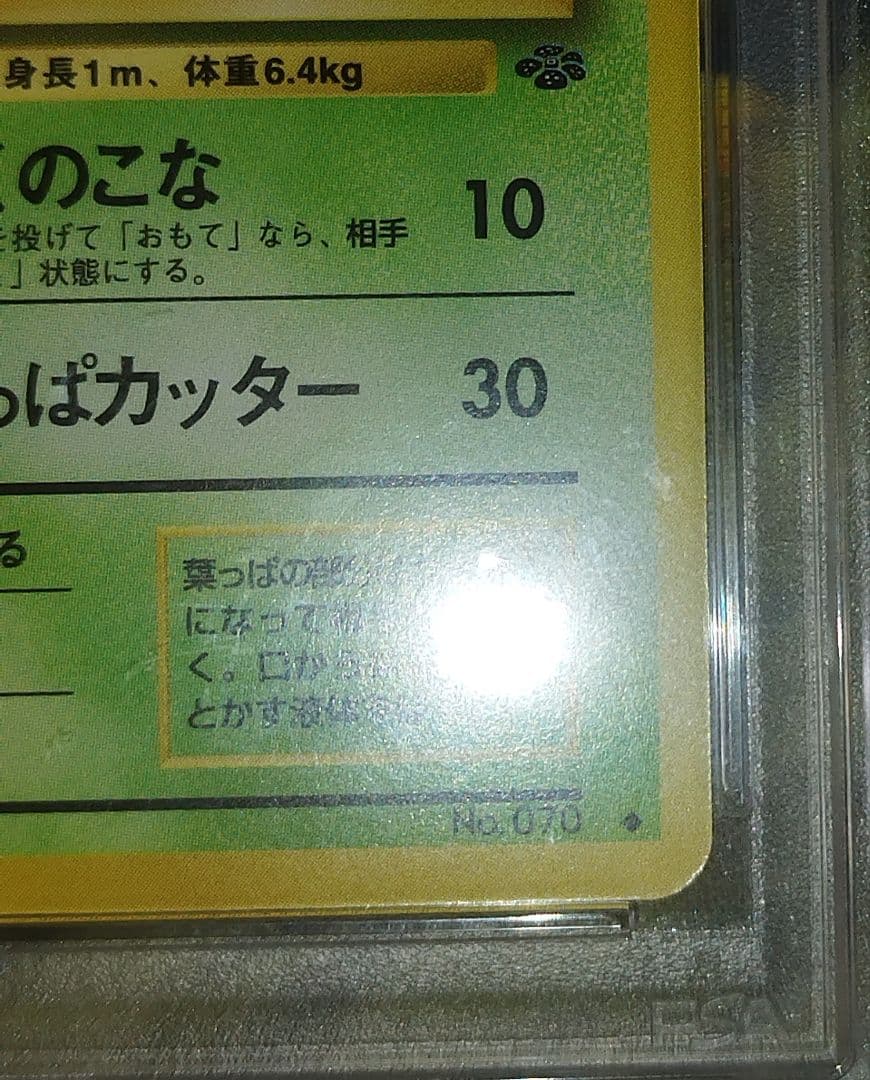 身長1m、体重6.4kg
のこな 10
投げて「おもて」なら、相手
」状態にする。
っぱカッター 30
る
葉っぱの部分
になって
く。口から
とかす液体を
No.070 ◆
PSA